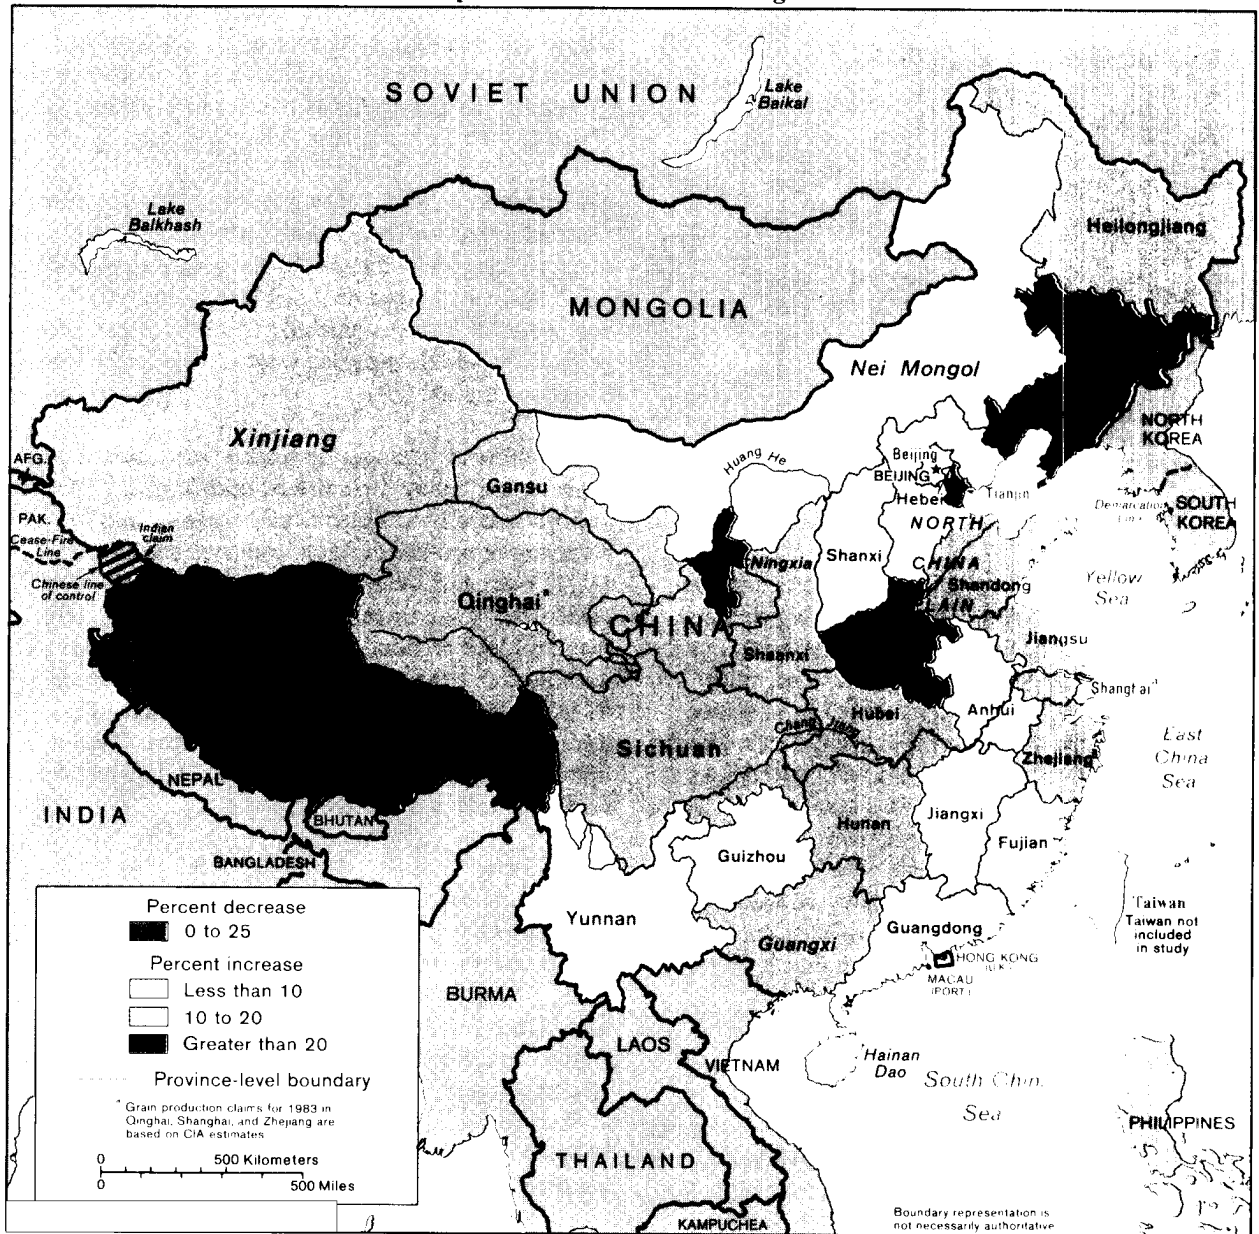 SOVIET UNION
Lake
Baikal
Lake
Balkhash
Heilongjiang
MONGOLIA
Nei Mongol
Xinjiang
NORTH
KOREA
AFG.
Beijing
BEIJING
Huang He
Gansu
Hebei
Tianjin
PAK.
Indian
claim
SOUTH
KOREA
Cease-Fire
Line
NORTH
Shanxi
Ningxia
CHINA
Chinese line
of control
Shandong
Yellow
Sea
Qinghai*
CHINA
LAIN
Jiangsu
Shaanxi
Shanghai
Anhui
Hubei
Chang Jiang
East
China
Sea
Sichuan
Zhejiang
NEPAL
INDIA
BHUTAN
Jiangxi
Hunan
Fujian
Guizhou
BANGLADESH
Taiwan
Taiwan not
included
in study
Yunnan
Guangdong
Guangxi
HONG KONG
(U.K.)
MACAU
(PORT.)
BURMA
LAOS
VIETNAM
Hainan
Dao
South Chin.
Sea
PHILIPPINES
THAILAND
KAMPUCHEA
Percent decrease
0 to 25
Percent increase
Less than 10
10 to 20
Greater than 20
Province-level boundary
* Grain production claims for 1983 in
Qinghai, Shanghai, and Zhejiang are
based on CIA estimates
0 500 Kilometers
0 500 Miles
Boundary representation is
not necessarily authoritative